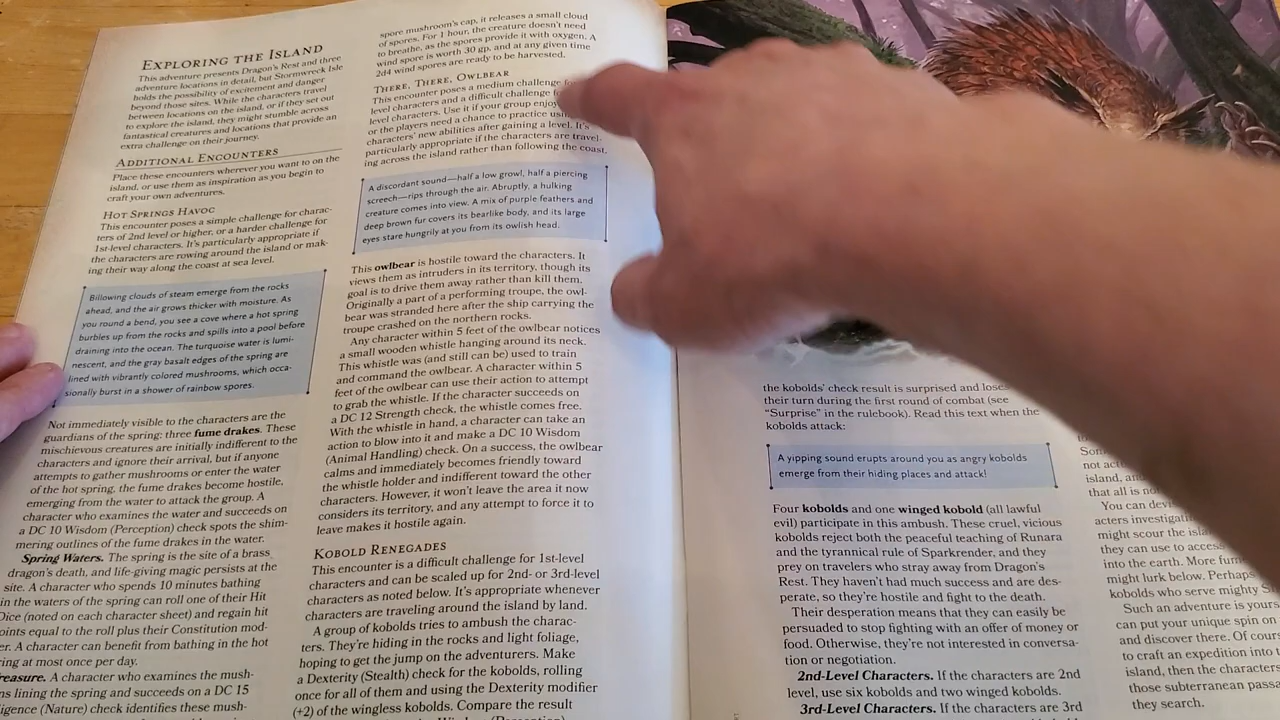 EXPLORING THE ISLAND
This adventure presents Dragon's Rest and three
adventure locations in detail, but Stormwreck Isle
holds the possibility of excitement and danger
beyond those sites. While the characters travel
between locations on the island, or if they set out
to explore the island, they might stumble across
fantastical creatures and locations that provide an
extra challenge on their journey.
ADDITIONAL ENCOUNTERS
Place these encounters wherever you want to on the
island, or use them as inspiration as you begin to
craft your own adventures.
HOT SPRINGS HAVOC
This encounter poses a simple challenge for charac-
ters of 2nd level or higher, or a harder challenge for
1st-level characters. It's particularly appropriate if
the characters are rowing around the island or mak-
ing their way along the coast at sea level.
Billowing clouds of steam emerge from the rocks
ahead, and the air grows thicker with moisture. As
you round a bend, you see a cove where a hot spring
burbles up from the rocks and spills into a pool before
draining into the ocean. The turquoise water is lumi-
nescent, and the gray basalt edges of the spring are
lined with vibrantly colored mushrooms, which occa-
sionally burst in a shower of rainbow spores.
Not immediately visible to the characters are the
guardians of the spring: three fume drakes. These
mischievous creatures are initially indifferent to the
characters and ignore their arrival, but if anyone
attempts to gather mushrooms or enter the water
of the hot spring, the fume drakes become hostile,
emerging from the water to attack the group. A
character who examines the water and succeeds on
a DC 10 Wisdom (Perception) check spots the shim-
mering outlines of the fume drakes in the water.
Spring Waters. The spring is the site of a brass
dragon's death, and life-giving magic persists at the
site. A character who spends 10 minutes bathing
in the waters of the spring can roll one of their Hit
Dice (noted on each character sheet) and regain hit
oints equal to the roll plus their Constitution mod-
er. A character can benefit from bathing in the hot
ring at most once per day.
reasure. A character who examines the mush-
ms lining the spring and succeeds on a DC 15
ligence (Nature) check identifies these mush-
spore mushroom's cap, it releases a small cloud
of spores. For 1 hour, the creature doesn't need
to breathe, as the spores provide it with oxygen. A
wind spore is worth 30 gp, and at any given time
2d4 wind spores are ready to be harvested.
THERE, THERE, OWLBEAR
This encounter poses a medium challenge
level characters and a difficult challenge
level characters. Use it if your group enjoy
or the players need a chance to practice
characters' new abilities after gaining a level. It's
particularly appropriate if the characters are travel-
ing across the island rather than following the coast.
A discordant sound—half a low growl, half a piercing
screech—rips through the air. Abruptly, a hulking
creature comes into view. A mix of purple feathers and
deep brown fur covers its bearlike body, and its large
eyes stare hungrily at you from its owlish head.
This owlbear is hostile toward the characters. It
views them as intruders in its territory, though its
goal is to drive them away rather than kill them.
Originally a part of a performing troupe, the owl-
bear was stranded here after the ship carrying the
troupe crashed on the northern rocks.
Any character within 5 feet of the owlbear notices
a small wooden whistle hanging around its neck.
This whistle was (and still can be) used to train
and command the owlbear. A character within 5
feet of the owlbear can use their action to attempt
to grab the whistle. If the character succeeds on
a DC 12 Strength check, the whistle comes free.
With the whistle in hand, a character can take an
action to blow into it and make a DC 10 Wisdom
(Animal Handling) check. On a success, the owlbear
calms and immediately becomes friendly toward
the whistle holder and indifferent toward the other
characters. However, it won't leave the area it now
considers its territory, and any attempt to force it to
leave makes it hostile again.
KOBOLD RENEGADES
This encounter is a difficult challenge for 1st-level
characters and can be scaled up for 2nd- or 3rd-level
characters as noted below. It's appropriate whenever
characters are traveling around the island by land.
A group of kobolds tries to ambush the charac-
ters. They're hiding in the rocks and light foliage,
hoping to get the jump on the adventurers. Make
a Dexterity (Stealth) check for the kobolds, rolling
once for all of them and using the Dexterity modifier
(+2) of the wingless kobolds. Compare the result
the kobolds' check result is surprised and loses
their turn during the first round of combat (see
"Surprise" in the rulebook). Read this text when the
kobolds attack:
A yipping sound erupts around you as angry kobolds
emerge from their hiding places and attack!
Four kobolds and one winged kobold (all lawful
evil) participate in this ambush. These cruel, vicious
kobolds reject both the peaceful teaching of Runara
and the tyrannical rule of Sparkrender, and they
prey on travelers who stray away from Dragon's
Rest. They haven't had much success and are des-
perate, so they're hostile and fight to the death.
Their desperation means that they can easily be
persuaded to stop fighting with an offer of money or
food. Otherwise, they're not interested in conversa-
tion or negotiation.
2nd-Level Characters. If the characters are 2nd
level, use six kobolds and two winged kobolds.
3rd-Level Characters. If the characters are 3rd
not
island,
that all is
You can
acters
might scour the
they can use to access
into the earth. More
might lurk below. Perhaps
kobolds who serve mighty
Such an adventure is yours
can put your unique spin on
and discover there. Of
to craft an expedition into
island, then the characters
those subterranean
they search.